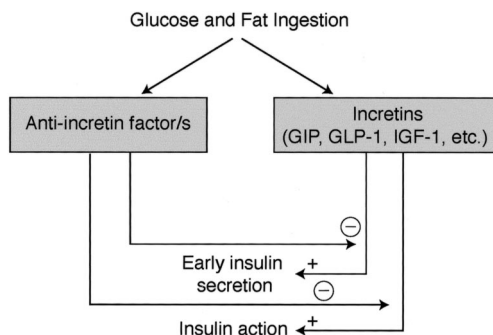 Glucose and Fat Ingestion
Anti-incretin factor/s
Incretins
(GIP, GLP-1, IGF-1, etc.)
−
Early insulin
secretion
+
−
Insulin action
+